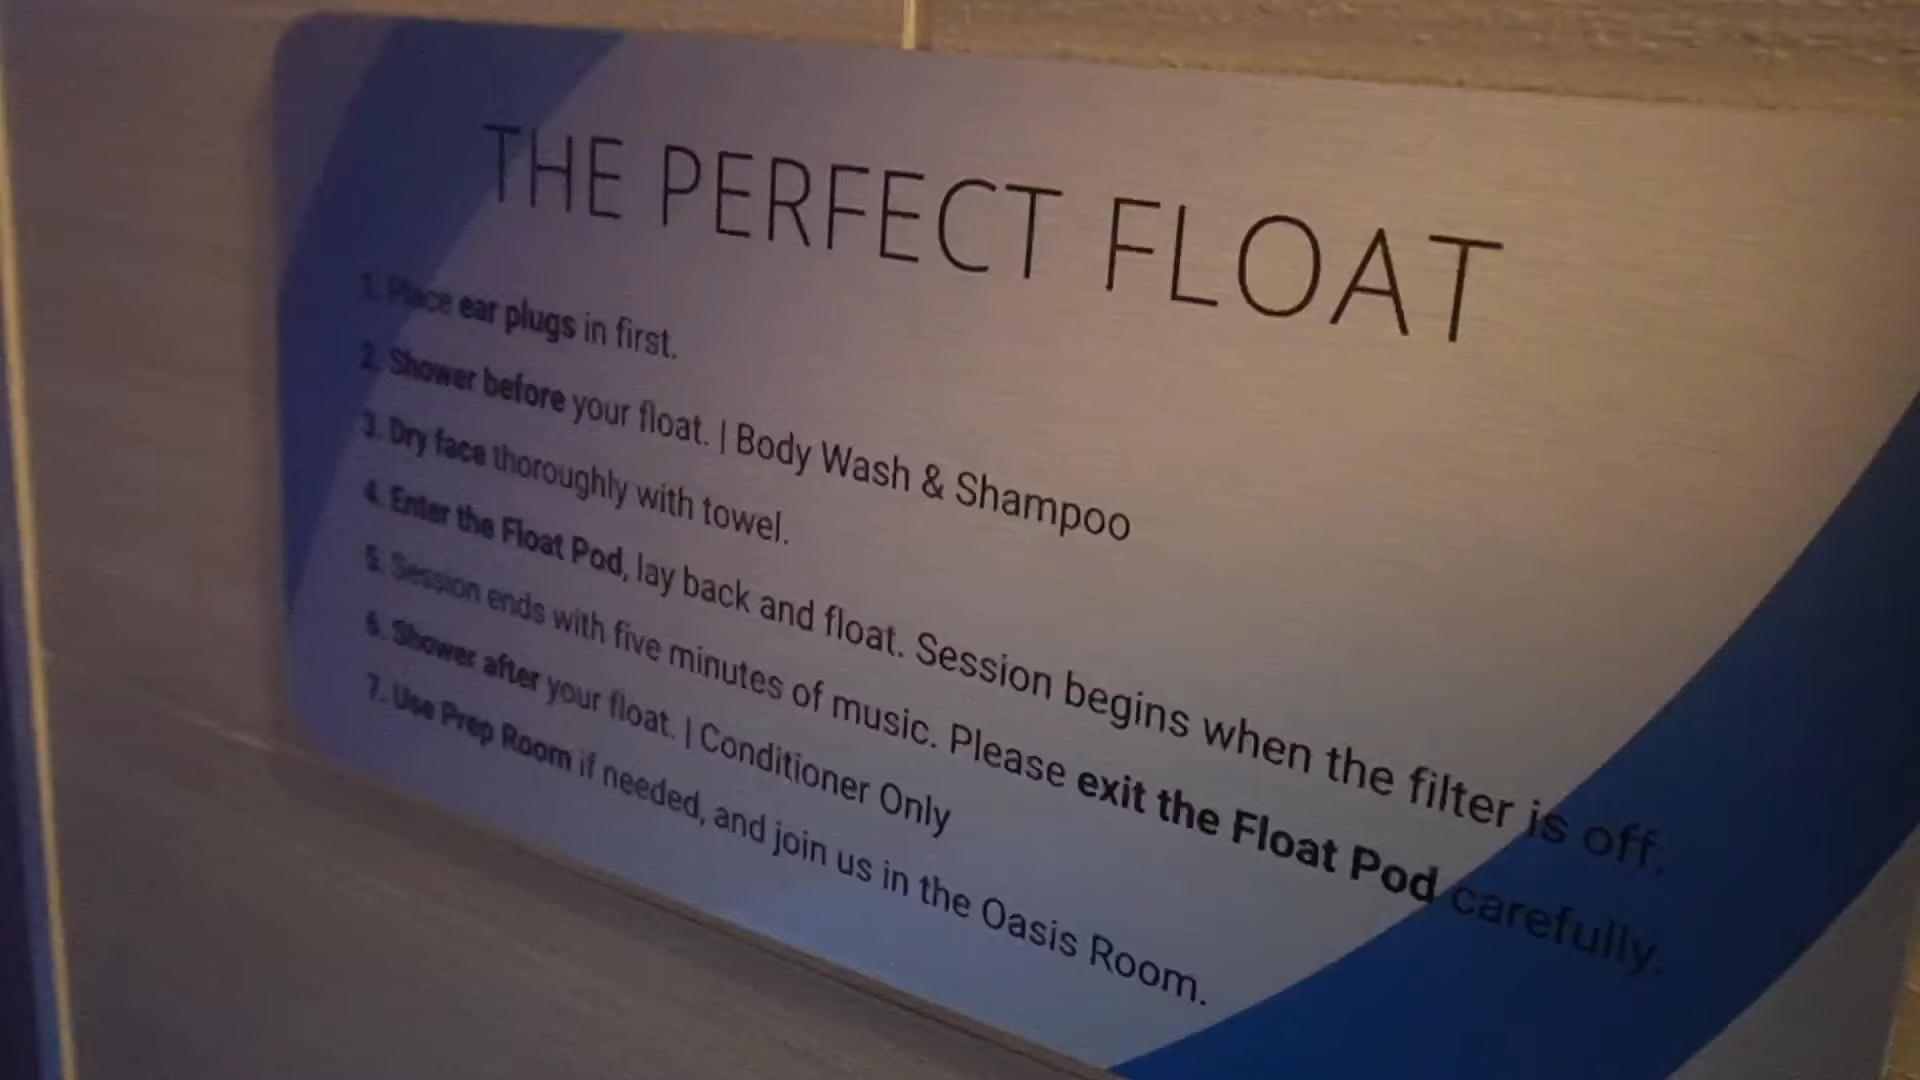 THE PERFECT FLOAT
1. Place ear plugs in first.
2. Shower before your float. | Body Wash & Shampoo
3. Dry face thoroughly with towel.
4. Enter the Float Pod, lay back and float. Session begins when the filter is off.
5. Session ends with five minutes of music. Please exit the Float Pod carefully.
6. Shower after your float. | Conditioner Only
7. Use Prep Room if needed, and join us in the Oasis Room.